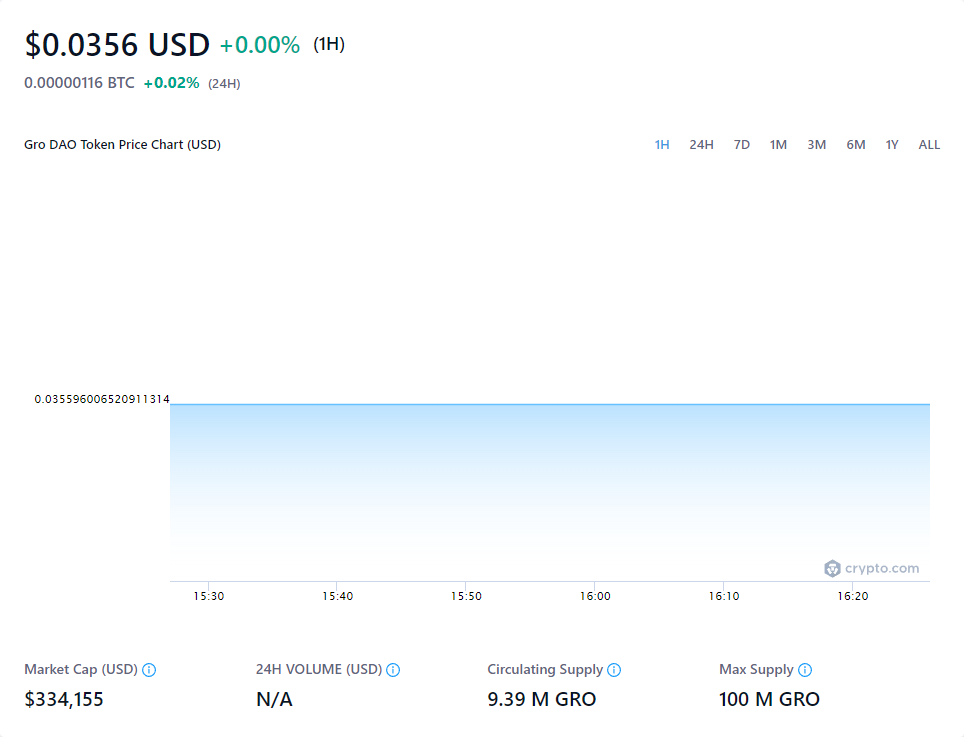 $0.0356 USD +0.00% (1H)
0.00000116 BTC +0.02% (24H)
Gro DAO Token Price Chart (USD)
1H 24H 7D 1M 3M 6M 1Y ALL
0.035596006520911314
crypto.com
15:30 15:40 15:50 16:00 16:10 16:20
Market Cap (USD) 24H VOLUME (USD) Circulating Supply Max Supply
$334,155 N/A 9.39 M GRO 100 M GRO